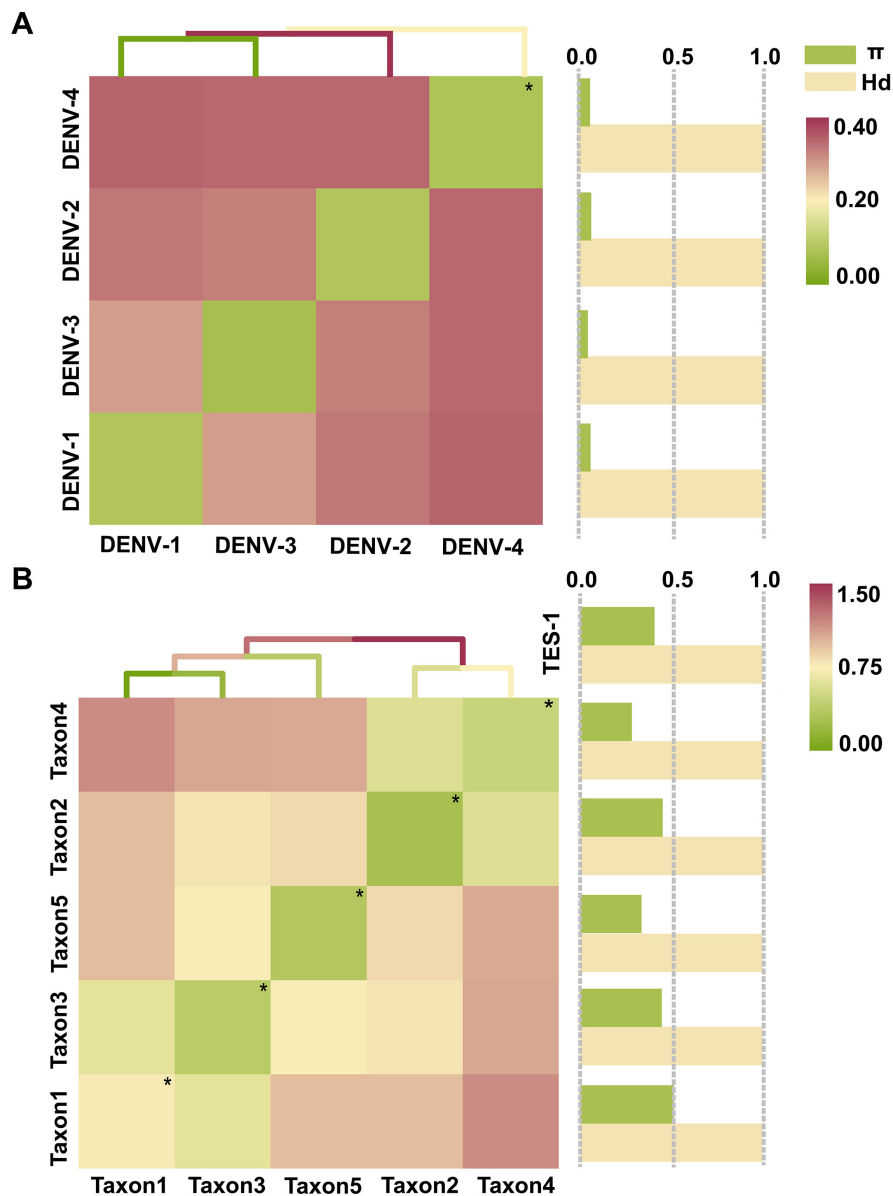 A
0.0 0.5 1.0
π
Hd
DENV-4
*
0.40
0.20
0.00
DENV-2
DENV-3
DENV-1
DENV-1 DENV-3 DENV-2 DENV-4
B
0.0 0.5 1.0
TES-1
1.50
0.75
0.00
Taxon4
*
Taxon2
*
Taxon5
*
Taxon3
*
Taxon1
*
Taxon1 Taxon3 Taxon5 Taxon2 Taxon4